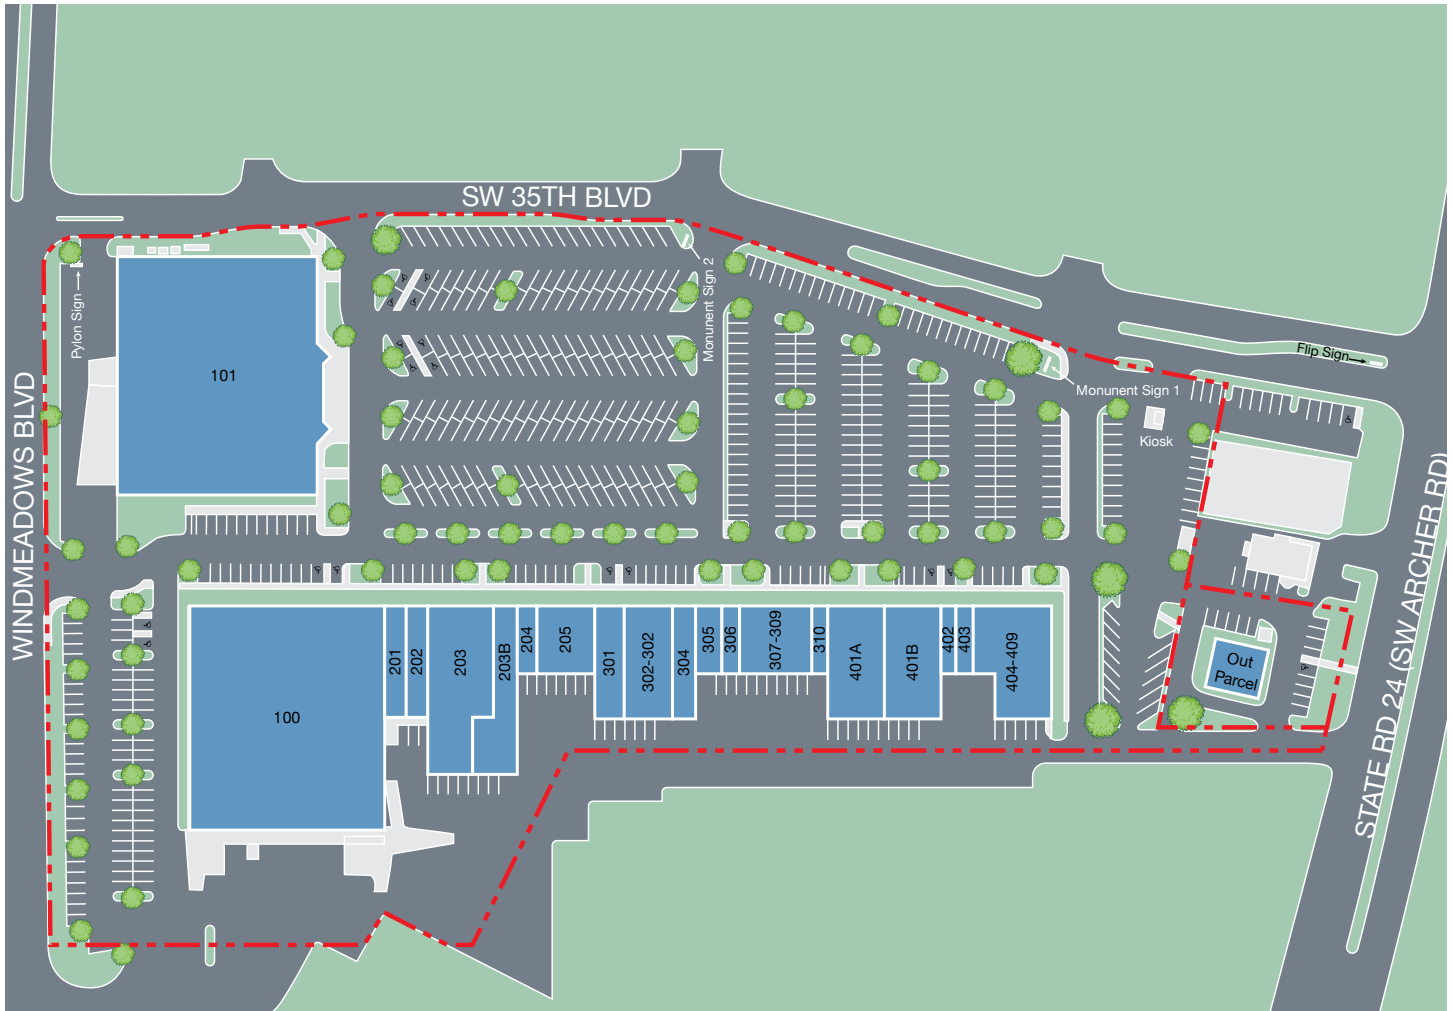 SW 35TH BLVD
WINDMEADOWS BLVD
STATE RD 24 (SW ARCHER RD)
Pylon Sign
Monument Sign 2
Flip Sign
Monunent Sign 1
Kiosk
101
100
201
202
203
203B
204
205
301
302-302
304
305
306
307-309
310
401A
401B
402
403
404-409
Out
Parcel